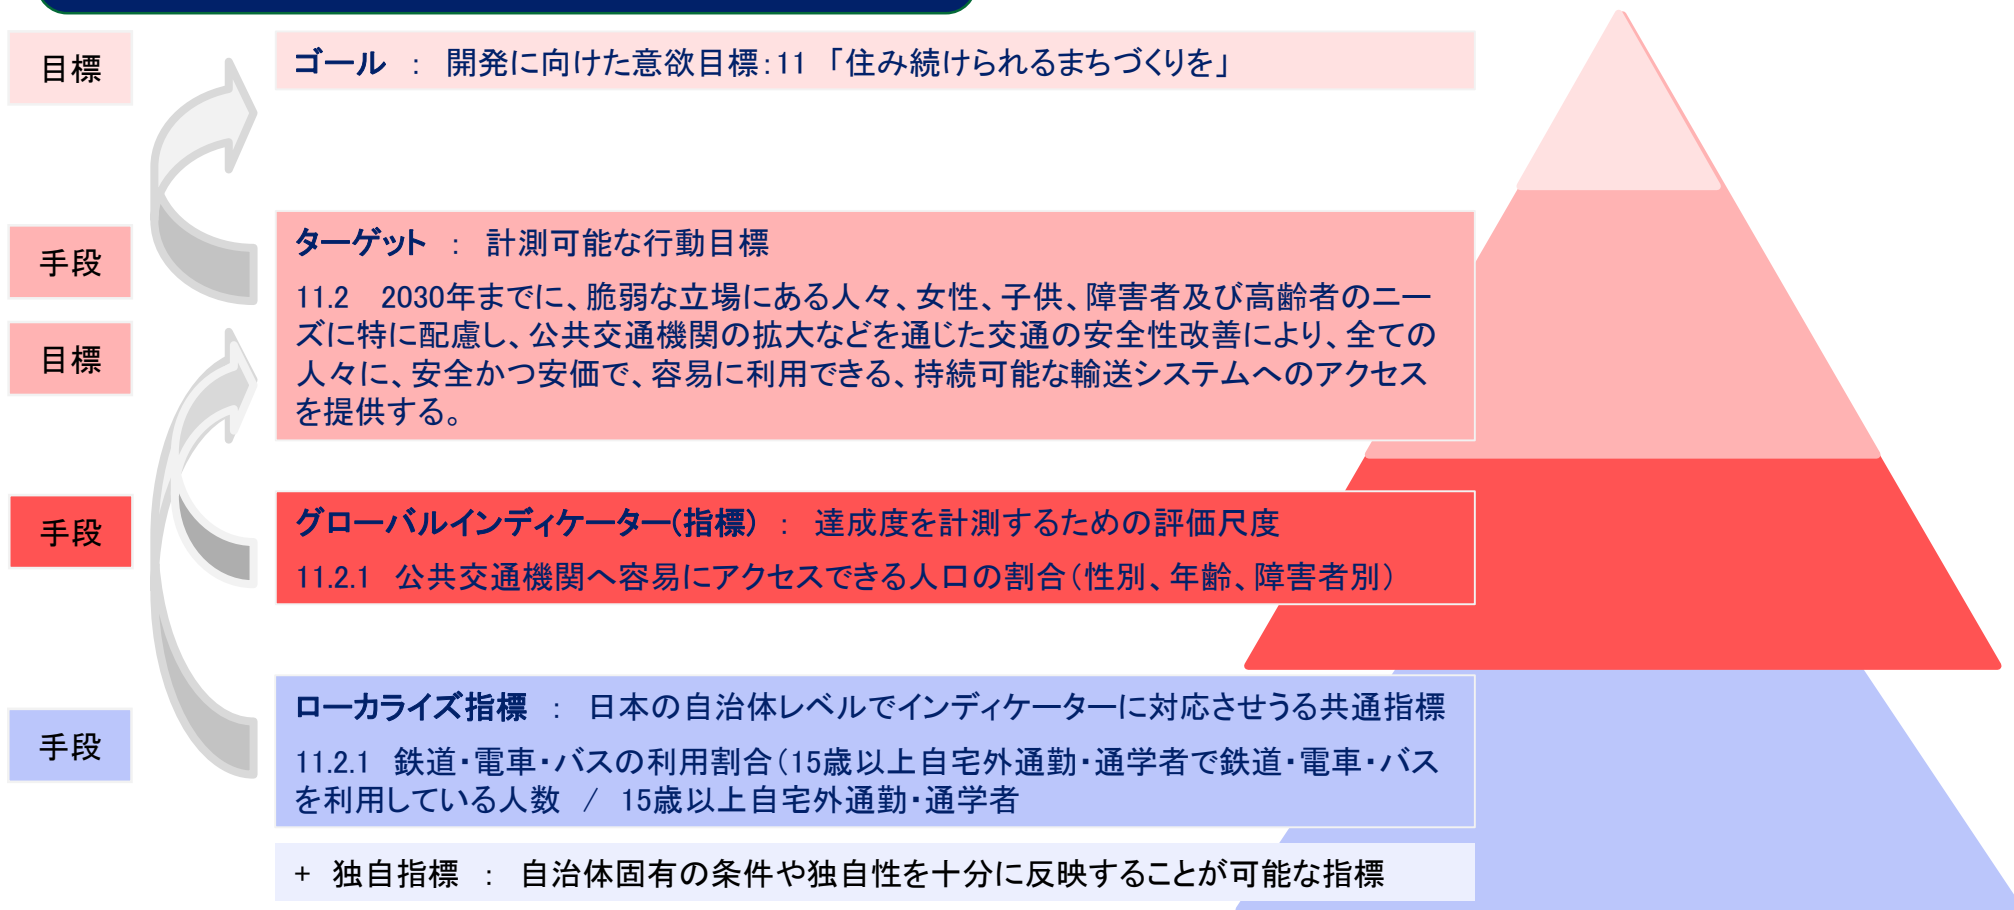 目標
ゴール ： 開発に向けた意欲目標：11 「住み続けられるまちづくりを」
手段
ターゲット ： 計測可能な行動目標
11.2 2030年までに、脆弱な立場にある人々、女性、子供、障害者及び高齢者のニー
ズに特に配慮し、公共交通機関の拡大などを通じた交通の安全性改善により、全ての
人々に、安全かつ安価で、容易に利用できる、持続可能な輸送システムへのアクセス
を提供する。
目標
手段
グローバルインディケーター(指標) ： 達成度を計測するための評価尺度
11.2.1 公共交通機関へ容易にアクセスできる人口の割合（性別、年齢、障害者別）
手段
ローカライズ指標 ： 日本の自治体レベルでインディケーターに対応させうる共通指標
11.2.1 鉄道・電車・バスの利用割合（15歳以上自宅外通勤・通学者で鉄道・電車・バス
を利用している人数 / 15歳以上自宅外通勤・通学者
+ 独自指標 ： 自治体固有の条件や独自性を十分に反映することが可能な指標